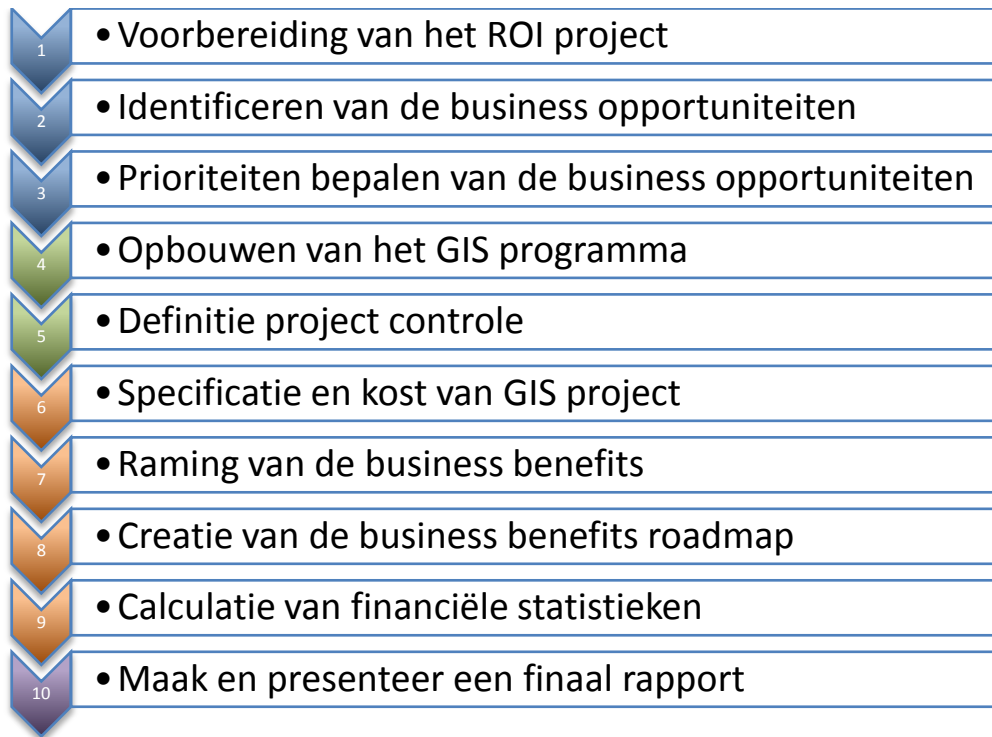 1 • Voorbereiding van het ROI project
2 • Identificeren van de business opportuniteiten
3 • Prioriteiten bepalen van de business opportuniteiten
4 • Opbouwen van het GIS programma
5 • Definitie project controle
6 • Specificatie en kost van GIS project
7 • Raming van de business benefits
8 • Creatie van de business benefits roadmap
9 • Calculatie van financiële statistieken
10 • Maak en presenteer een finaal rapport